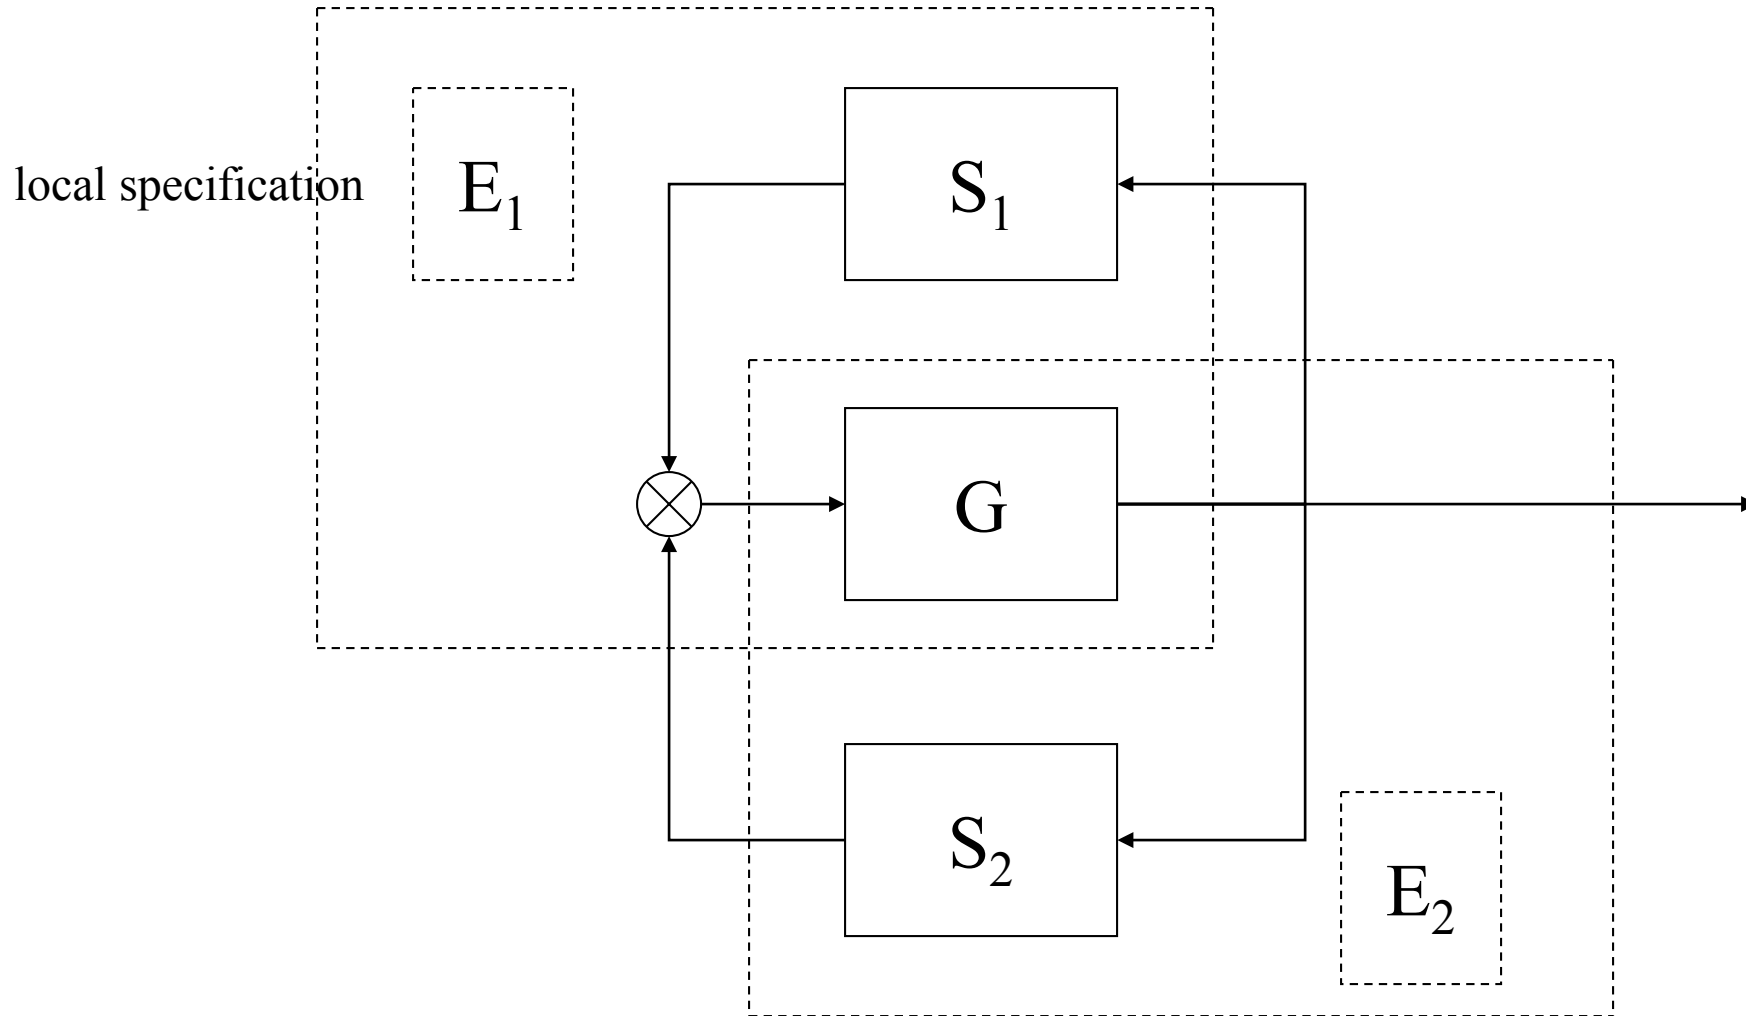 local specification
E₁
S₁
G
S₂
E₂